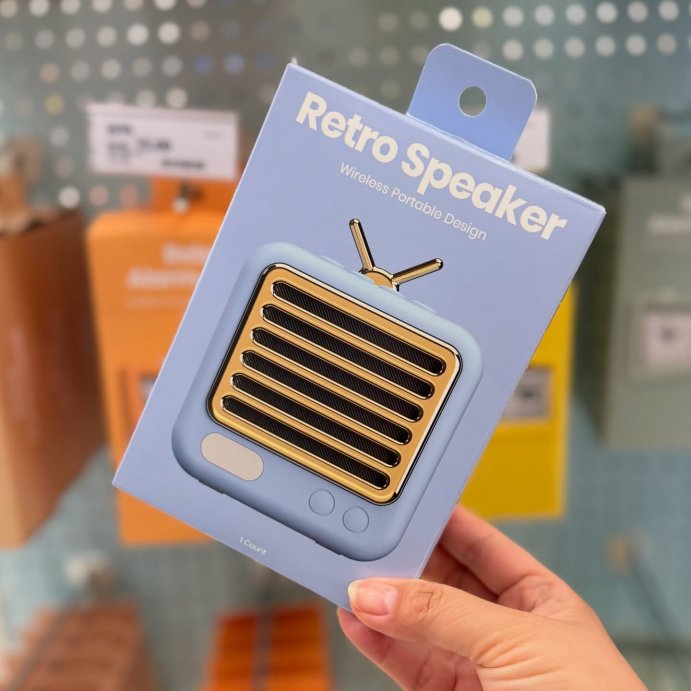 Retro Speaker
Wireless Portable Design
1 Count